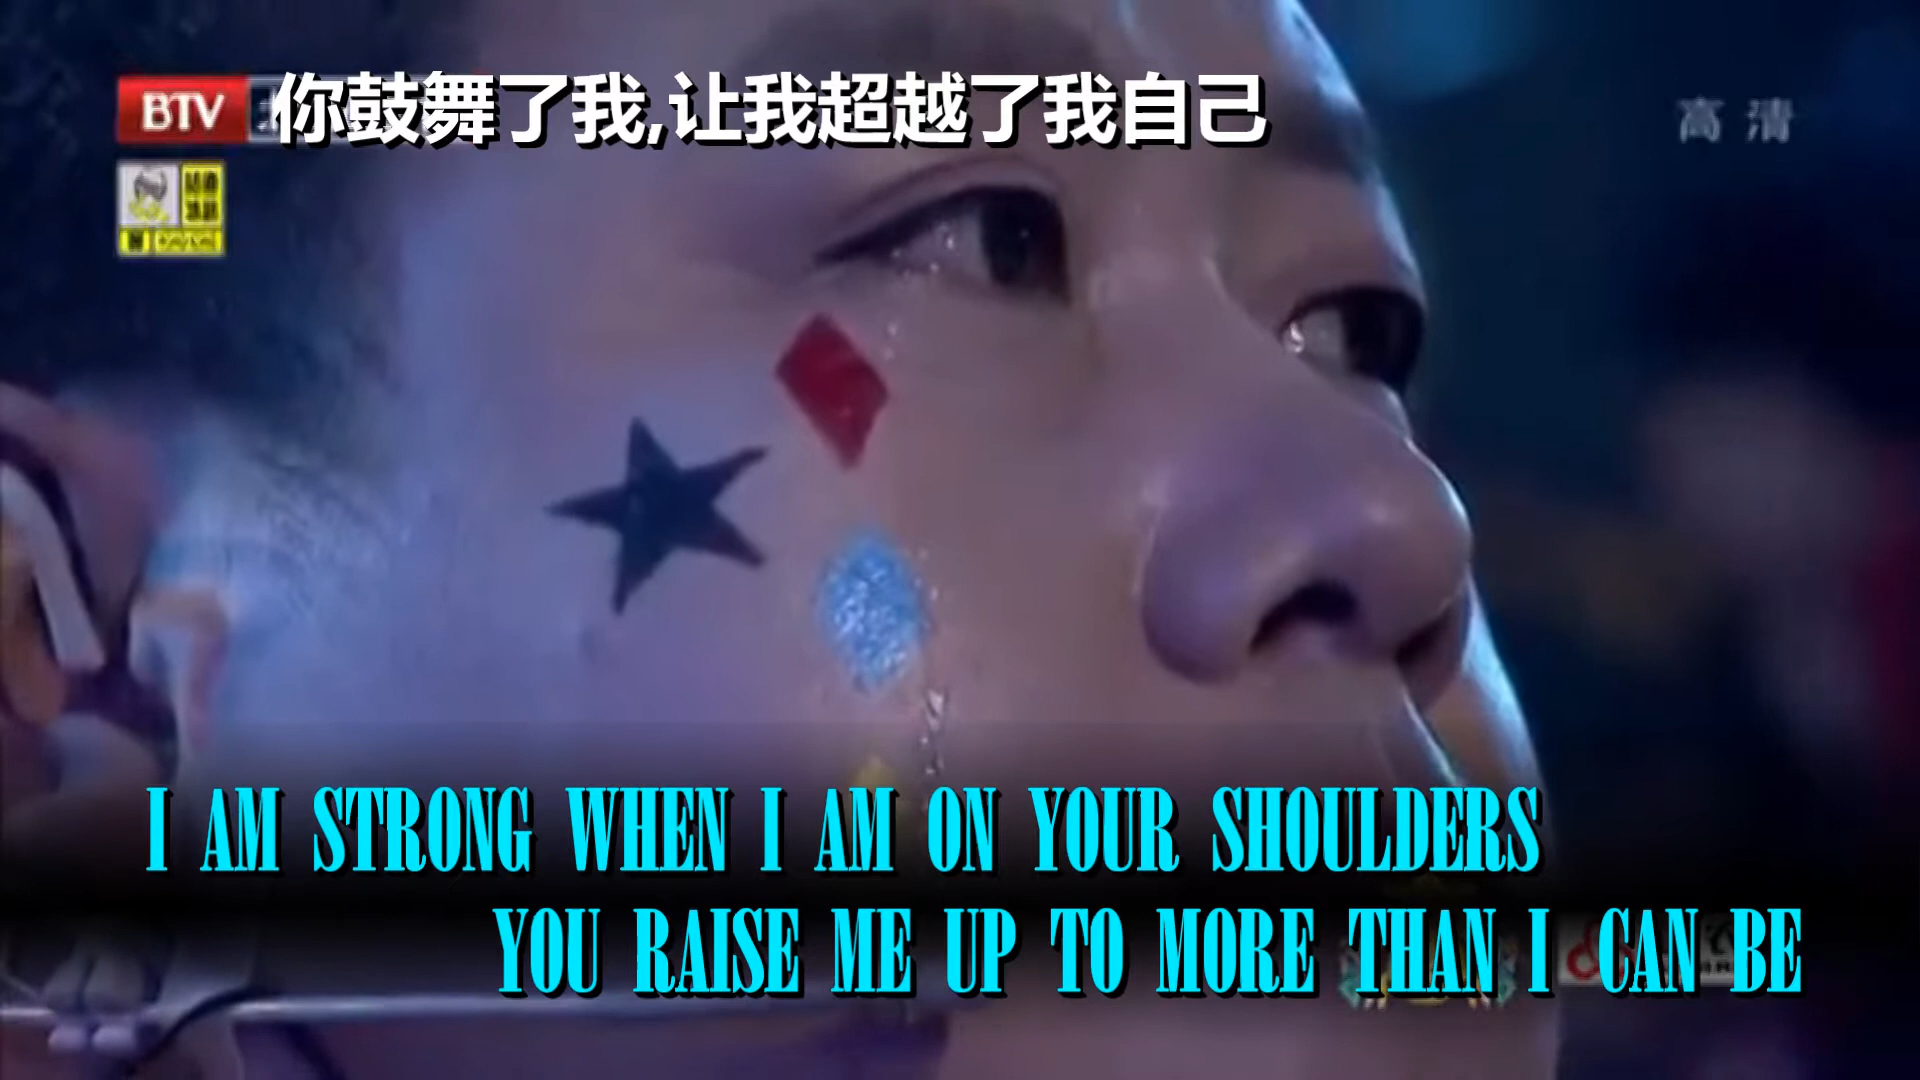 你鼓舞了我,让我超越了我自己
BTV
高清
I AM STRONG WHEN I AM ON YOUR SHOULDERS
YOU RAISE ME UP TO MORE THAN I CAN BE